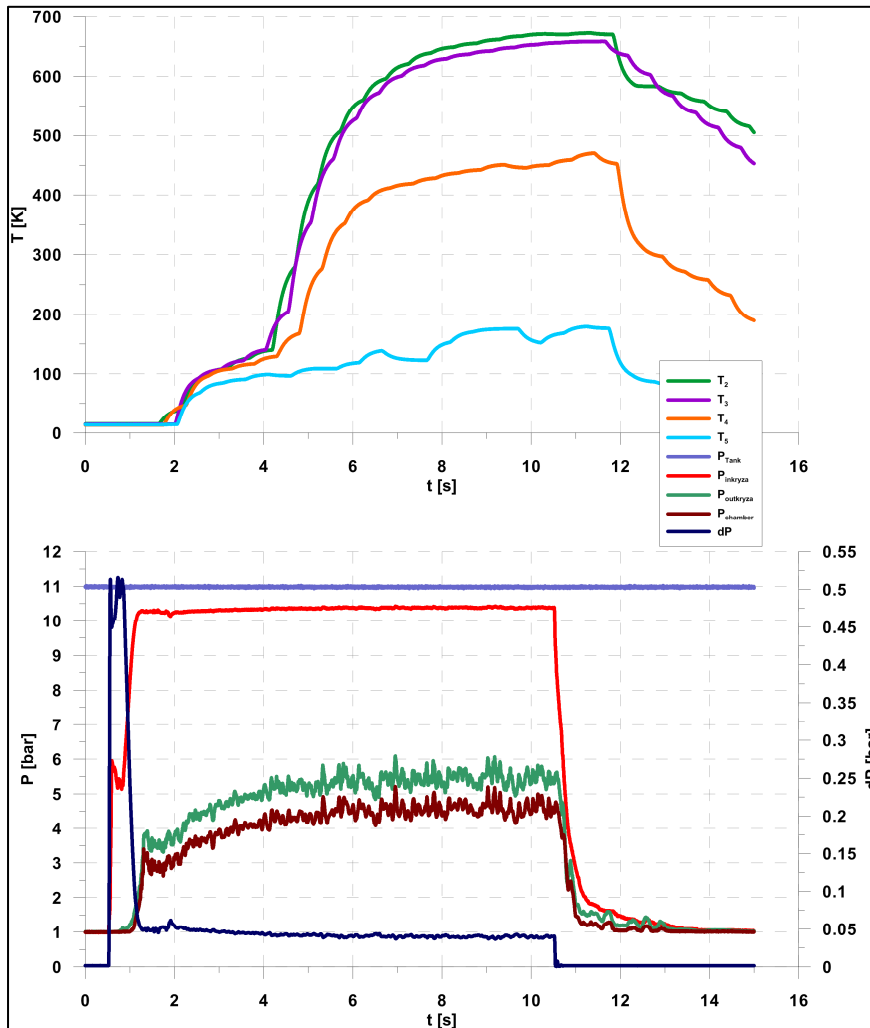 700
600
500
400
300
200
100
0
T [K]
0 2 4 6 8 10 12 14 16
t [s]
T2
T3
T4
T5
PTank
Pinkryza
Poutkryza
Pchamber
dP
12
11
10
9
8
7
6
5
4
3
2
1
0
P [bar]
0.55
0.5
0.45
0.4
0.35
0.3
0.25
0.2
0.15
0.1
0.05
0
dP [bar]
0 2 4 6 8 10 12 14 16
t [s]